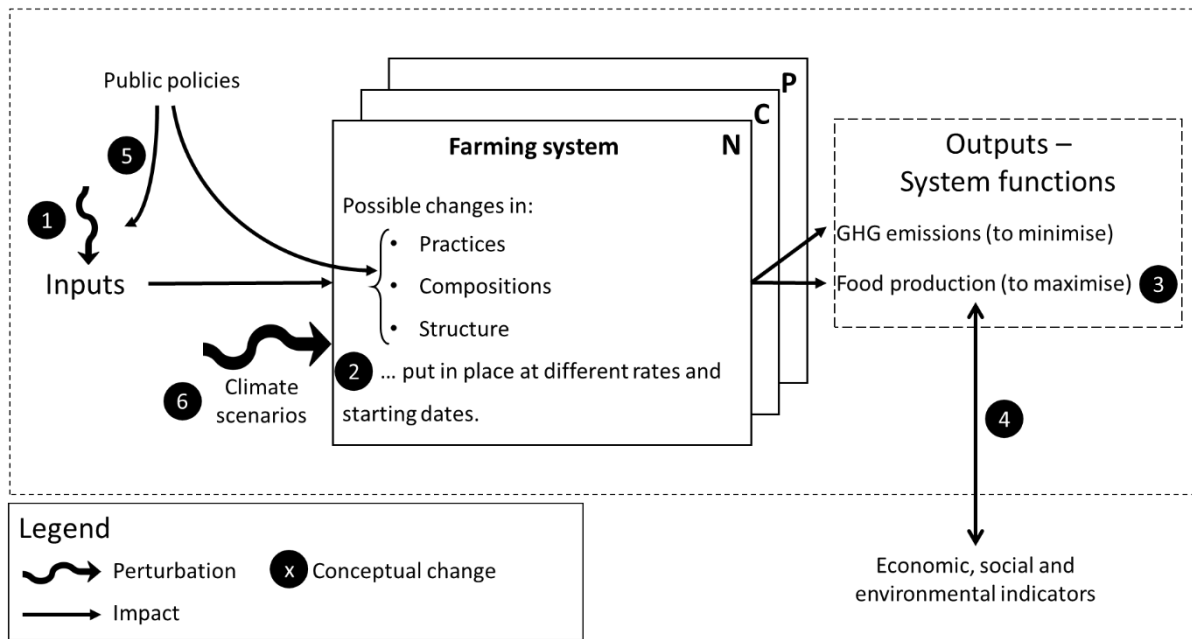 Public policies
P
C
N
5
Farming system
Outputs –
System functions
1
Possible changes in:
• Practices
GHG emissions (to minimise)
Inputs
• Compositions
Food production (to maximise)
3
• Structure
2
... put in place at different rates and
starting dates.
6
Climate
scenarios
4
Legend
Perturbation
x
Conceptual change
Impact
Economic, social and
environmental indicators